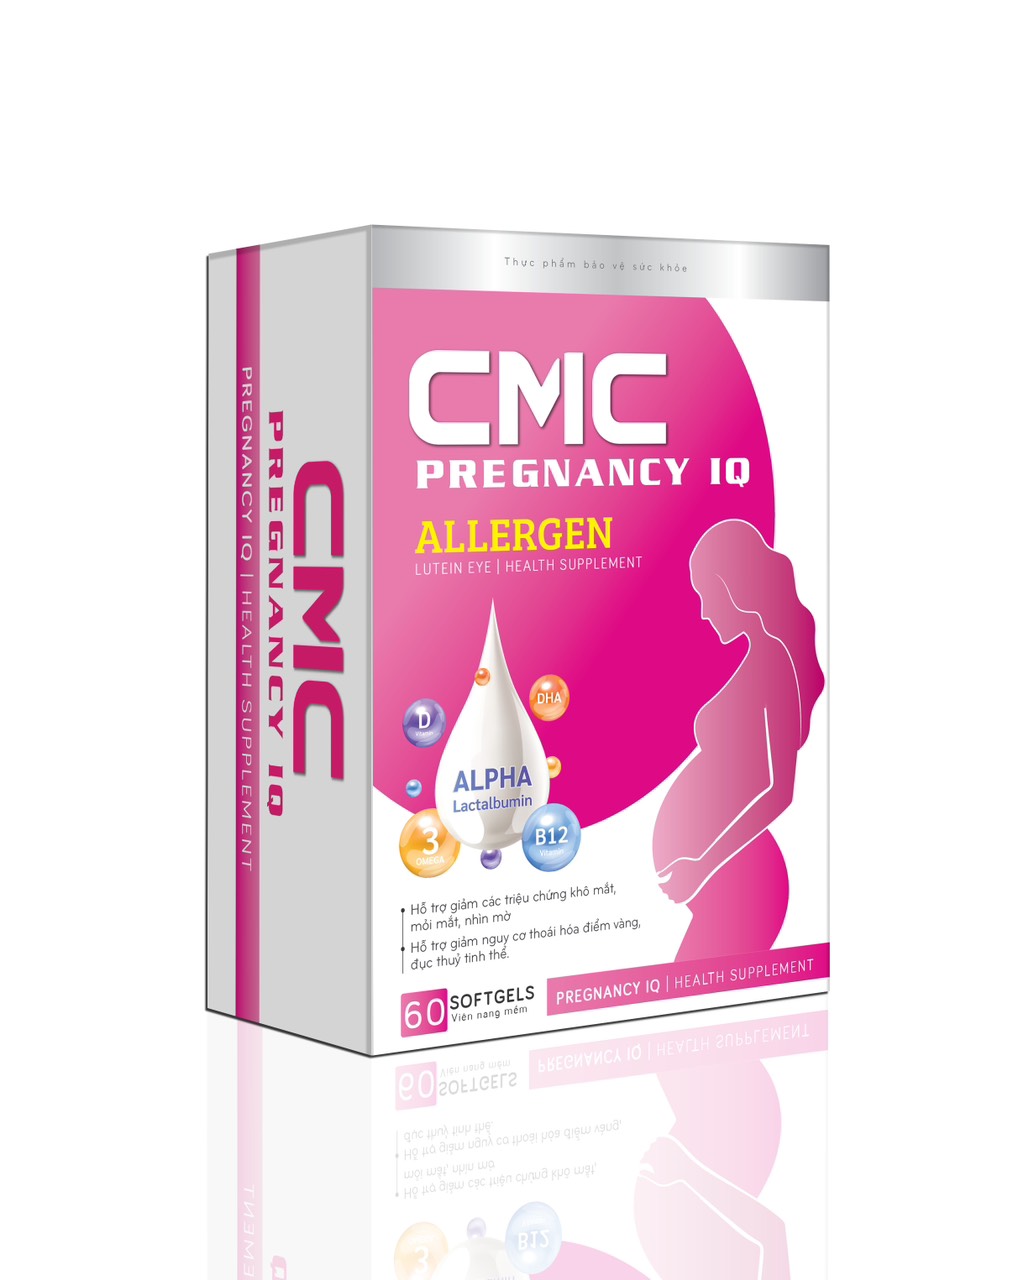 Thực phẩm bảo vệ sức khỏe
CMC
PREGNANCY IQ
ALLERGEN
LUTEIN EYE | HEALTH SUPPLEMENT
DHA
D
Vitamin
ALPHA
Lactalbumin
3
OMEGA
B12
Vitamin
• Hỗ trợ giảm các triệu chứng khô mắt,
mỏi mắt, nhìn mờ
• Hỗ trợ giảm nguy cơ thoái hóa điểm vàng,
đục thuỷ tinh thể.
60 SOFTGELS
Viên nang mềm
PREGNANCY IQ | HEALTH SUPPLEMENT
CMC
PREGNANCY IQ
PREGNANCY IQ | HEALTH SUPPLEMENT